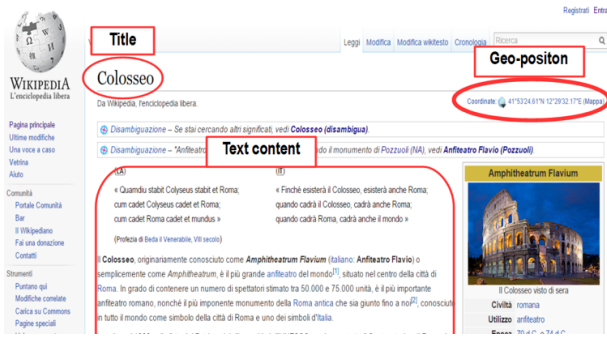 Registrati Entra
Title
Leggi Modifica Modifica wikitesto Cronologia Ricerca
Geo-positon
WIKIPEDIA
L'enciclopedia libera
Colosseo
Da Wikipedia, l'enciclopedia libera.
Coordinate: 41°53′24.61″N 12°29′32.17″E (Mappa)
Pagina principale
Ultime modifiche
Una voce a caso
Vetrina
Aiuto
Comunità
Portale Comunità
Bar
Il Wikipediano
Fai una donazione
Contatti
Strumenti
Puntano qui
Modifiche correlate
Carica su Commons
Pagine speciali
Disambiguazione – Se stai cercando altri significati, vedi Colosseo (disambigua).
Disambiguazione – "Anfiteatro
do il monumento di Pozzuoli (NA), vedi Anfiteatro Flavio (Pozzuoli).
Text content
(LA)
« Quamdiu stabit Colyseus stabit et Roma;
cum cadet Colyseus cadet et Roma;
cum cadet Roma cadet et mundus »
(Profezia di Beda il Venerabile, VIII secolo)
(IT)
« Finché esisterà il Colosseo, esisterà anche Roma;
quando cadrà il Colosseo, cadrà anche Roma;
quando cadrà Roma, cadrà anche il mondo »
Il Colosseo, originariamente conosciuto come Amphitheatrum Flavium (italiano: Anfiteatro Flavio) o
semplicemente come Amphitheatrum, è il più grande anfiteatro del mondo[1], situato nel centro della città di
Roma. In grado di contenere un numero di spettatori stimato tra 50.000 e 75.000 unità, è il più importante
anfiteatro romano, nonché il più imponente monumento della Roma antica che sia giunto fino a noi[2], conosciuto
in tutto il mondo come simbolo della città di Roma e uno dei simboli d'Italia.
Amphitheatrum Flavium
Il Colosseo visto di sera
Civiltà romana
Utilizzo anfiteatro